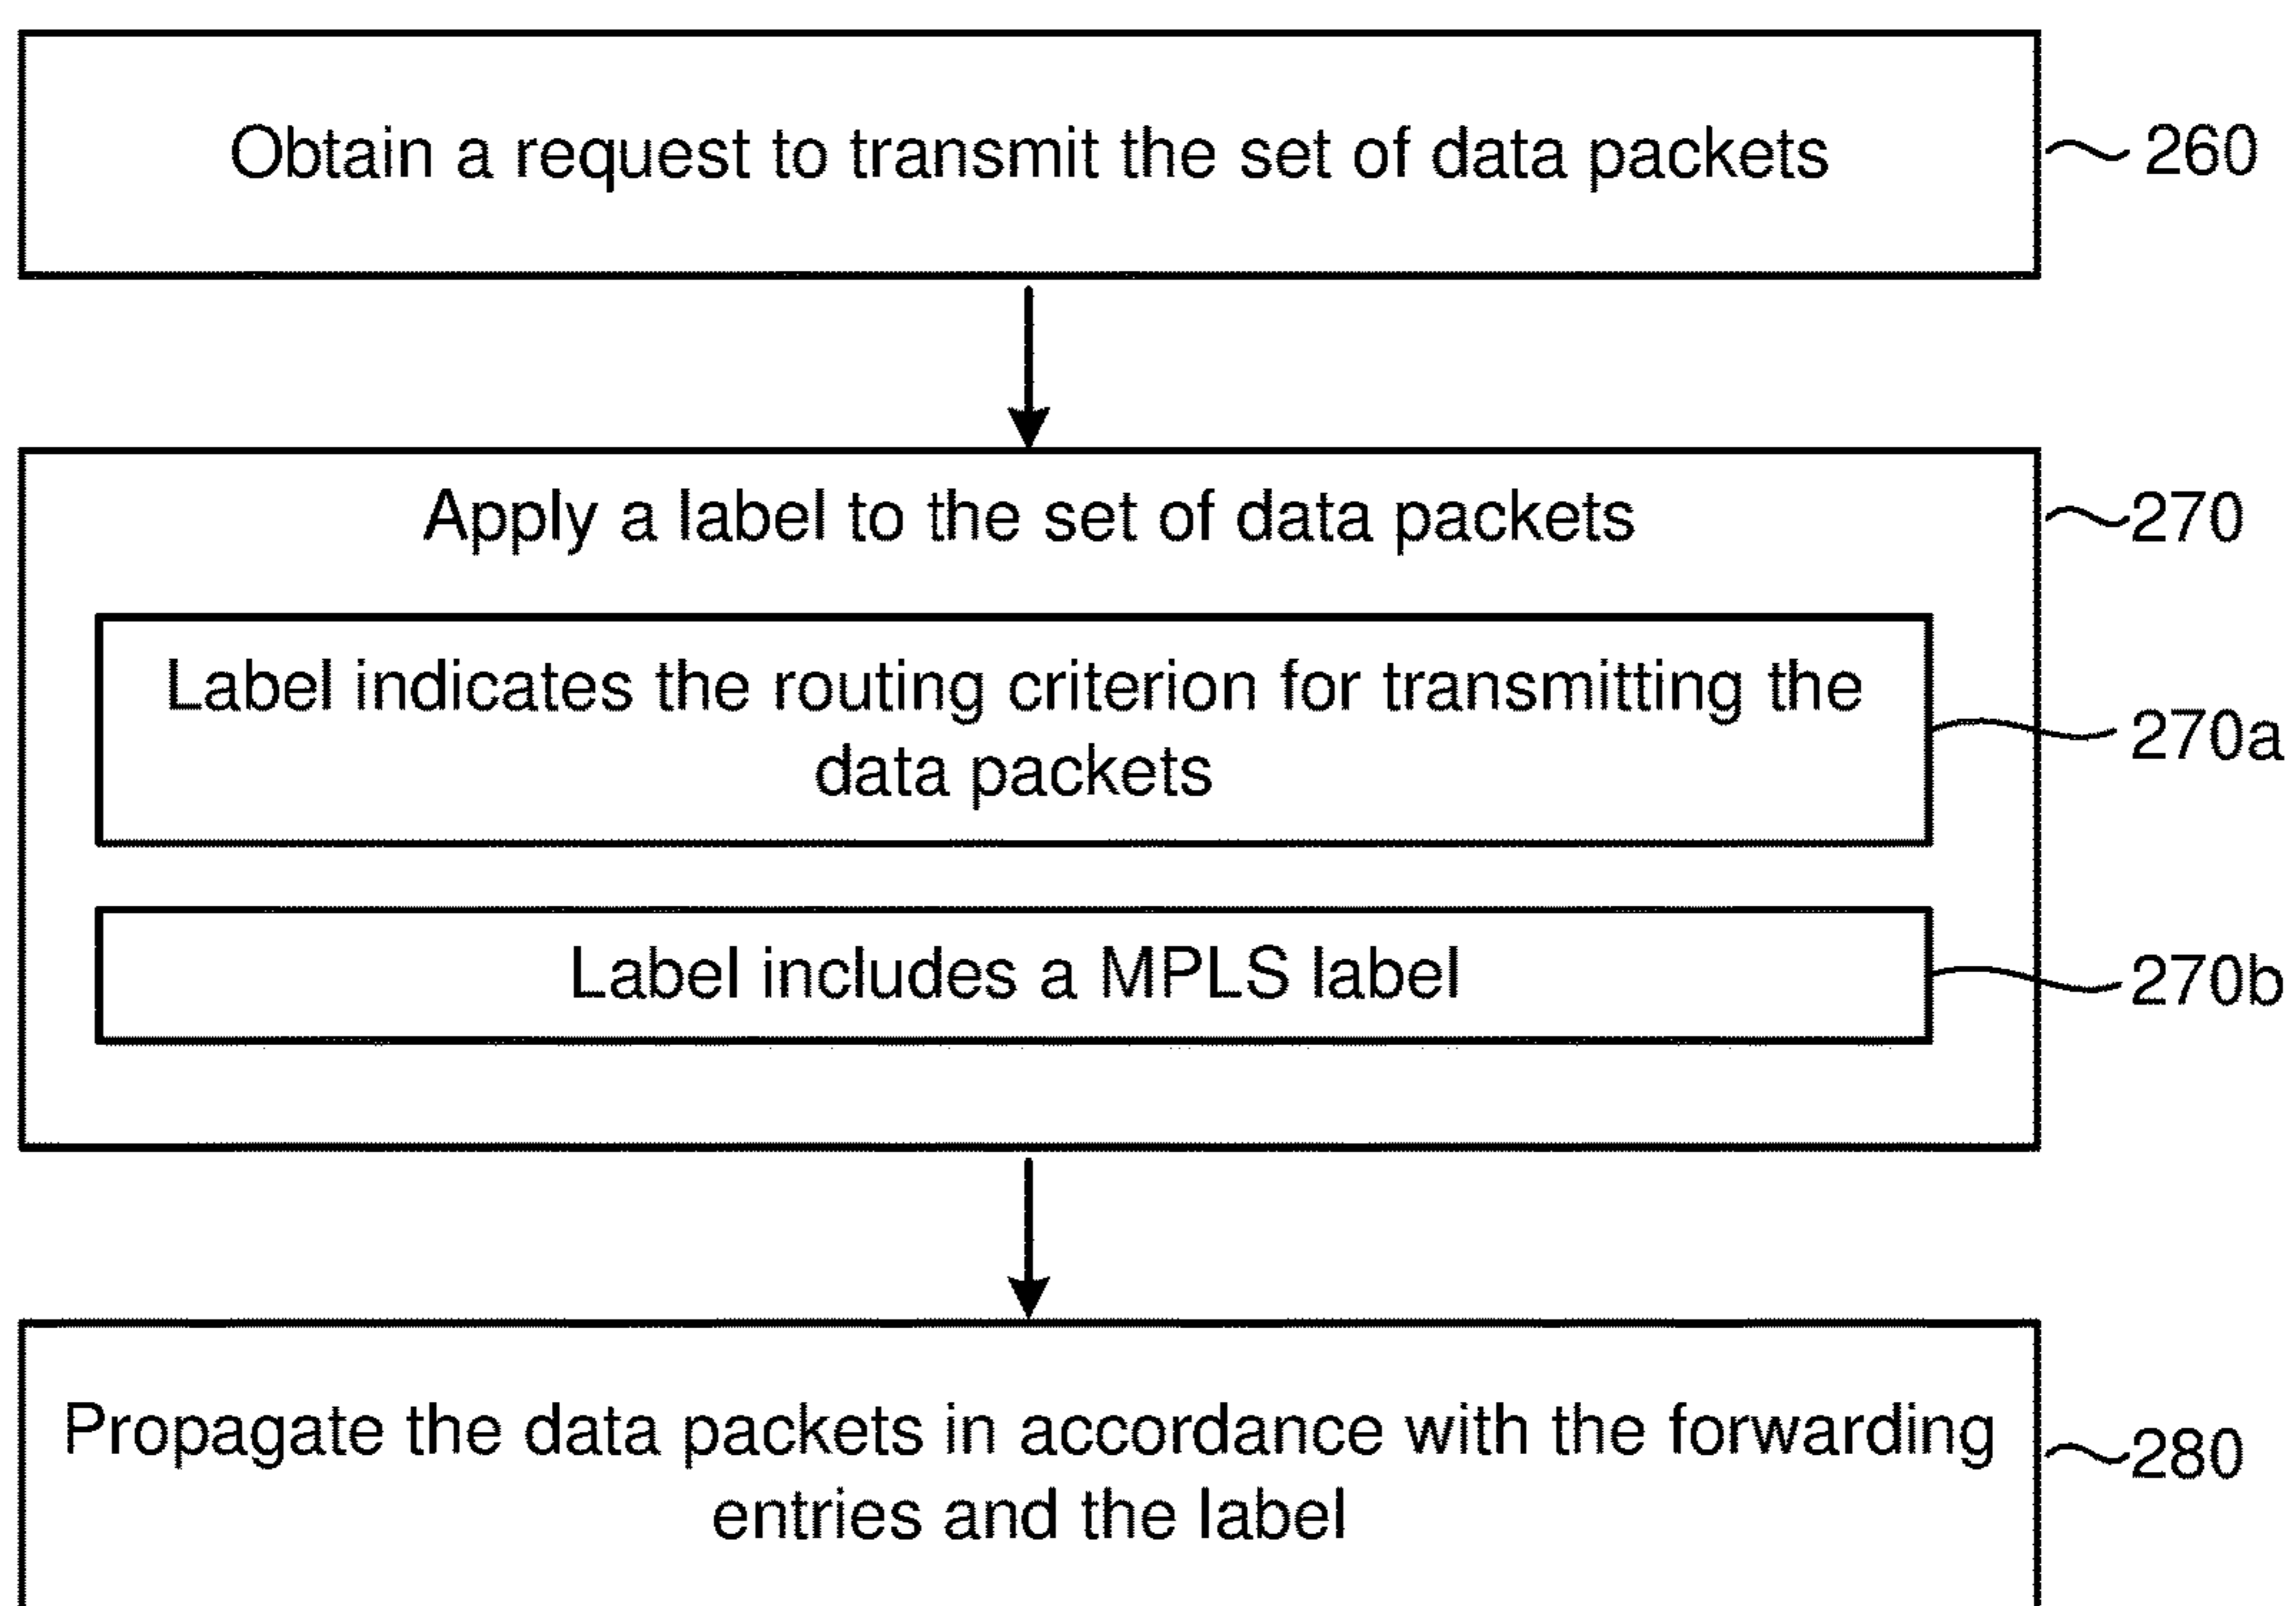 Obtain a request to transmit the set of data packets
260
Apply a label to the set of data packets
270
Label indicates the routing criterion for transmitting the
data packets
270a
Label includes a MPLS label
270b
Propagate the data packets in accordance with the forwarding
entries and the label
280